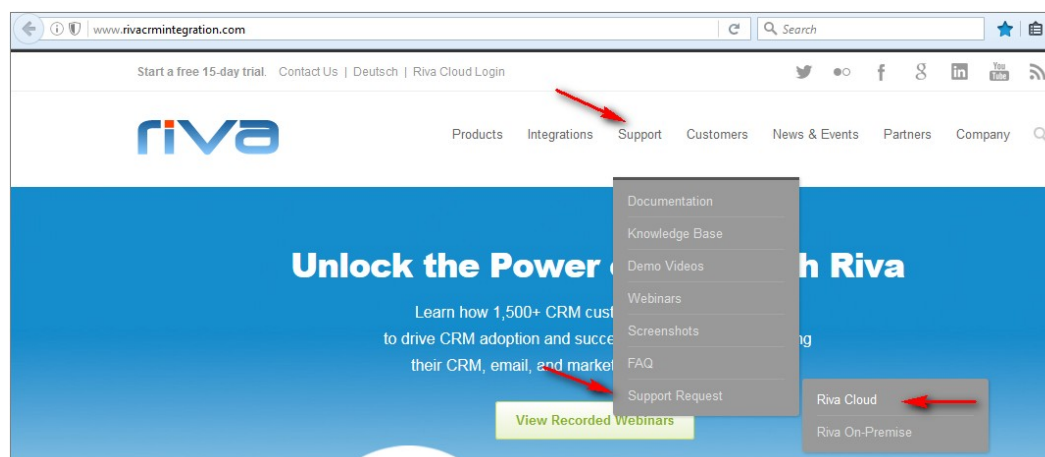 www.rivacrmintegration.com
Search
Start a free 15-day trial. Contact Us | Deutsch | Riva Cloud Login
You
Tube
riva
Products Integrations Support Customers News & Events Partners Company
Documentation
Knowledge Base
Demo Videos
Webinars
Screenshots
FAQ
Support Request
Riva Cloud
Riva On-Premise
Unlock the Power h Riva
Learn how 1,500+ CRM cust
to drive CRM adoption and succe ng
their CRM, email, and market
View Recorded Webinars